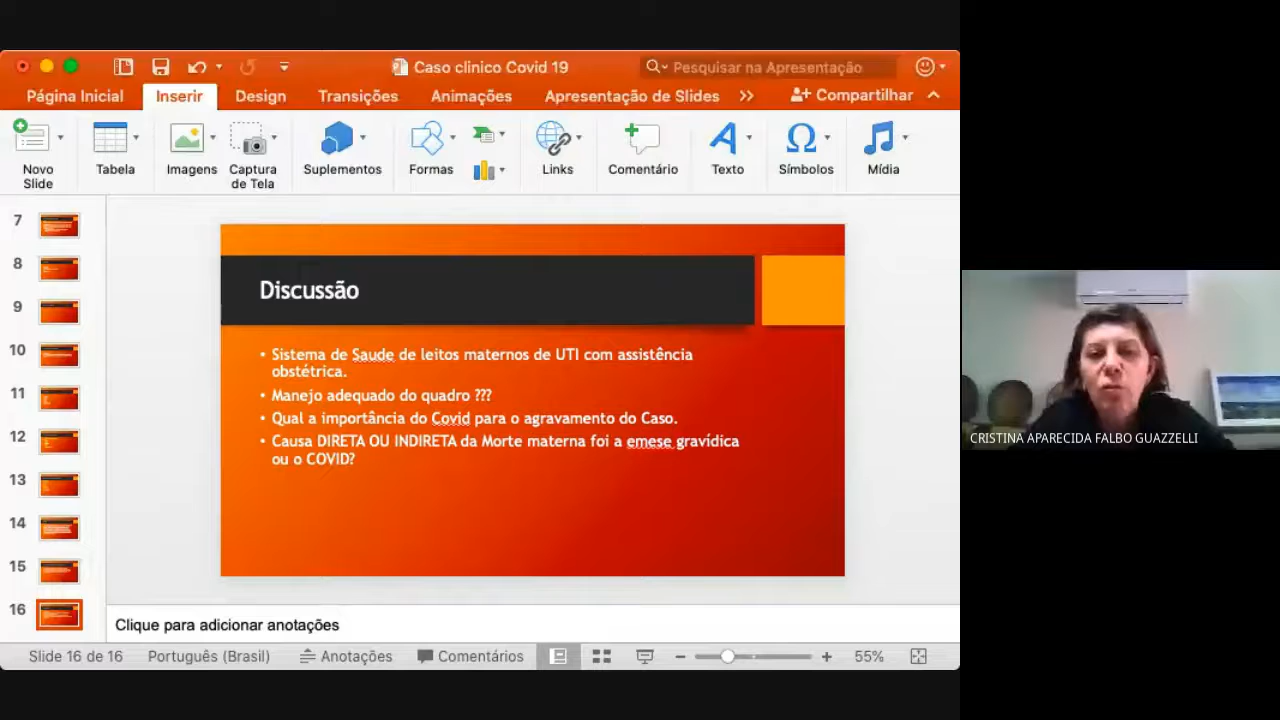 Caso clinico Covid 19
Pesquisar na Apresentação
Página Inicial
Inserir
Design
Transições
Animações
Apresentação de Slides
Compartilhar
Novo
Slide
Tabela
Imagens
Captura
de Tela
Suplementos
Formas
Links
Comentário
Texto
Símbolos
Mídia
7
8
9
10
11
12
13
14
15
16
Discussão
• Sistema de Saude de leitos maternos de UTI com assistência
obstétrica.
• Manejo adequado do quadro ???
• Qual a importância do Covid para o agravamento do Caso.
• Causa DIRETA OU INDIRETA da Morte materna foi a emese gravídica
ou o COVID?
Clique para adicionar anotações
Slide 16 de 16
Português (Brasil)
Anotações
Comentários
55%
CRISTINA APARECIDA FALBO GUAZZELLI